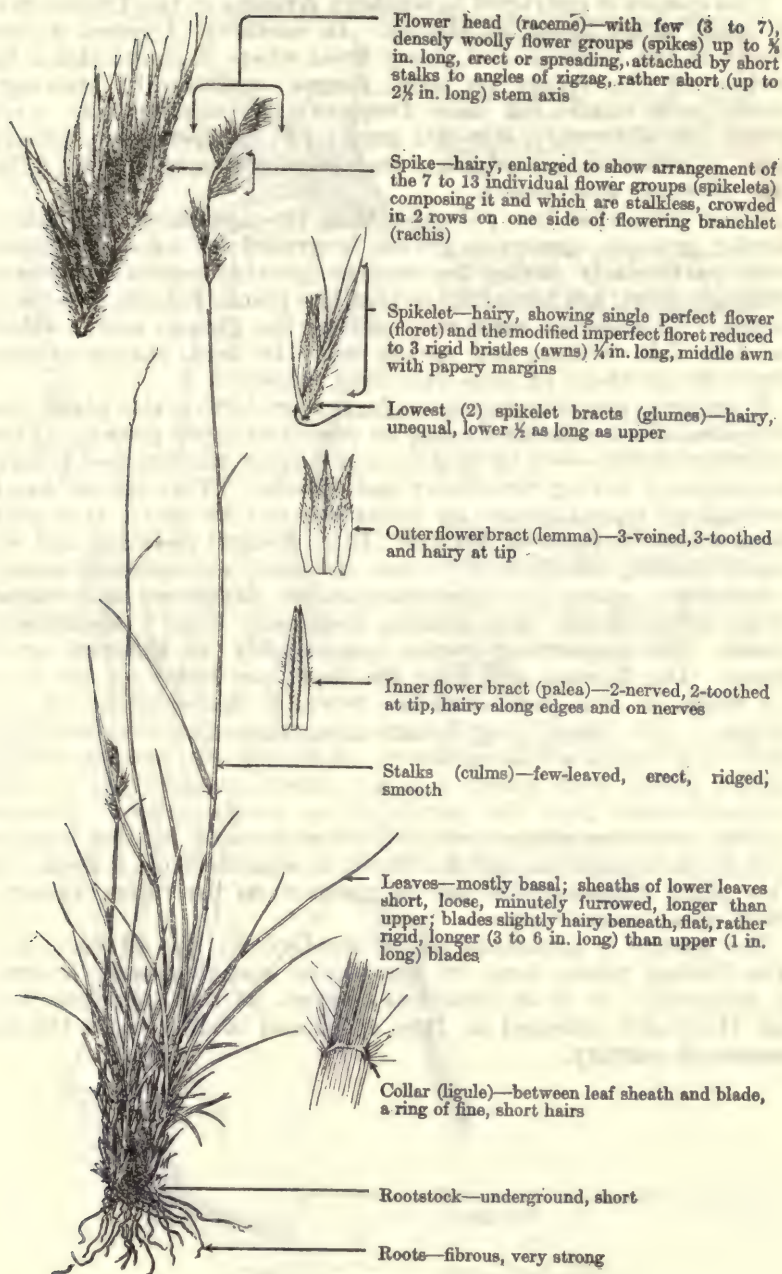 Flower head (raceme)—with few (3 to 7),
densely woolly flower groups (spikes) up to ⅝
in. long, erect or spreading, attached by short
stalks to angles of zigzag, rather short (up to
2½ in. long) stem axis
Spike—hairy, enlarged to show arrangement of
the 7 to 13 individual flower groups (spikelets)
composing it and which are stalkless, crowded
in 2 rows on one side of flowering branchlet
(rachis)
Spikelet—hairy, showing single perfect flower
(floret) and the modified imperfect floret reduced
to 3 rigid bristles (awns) ¼ in. long, middle awn
with papery margins
Lowest (2) spikelet bracts (glumes)—hairy,
unequal, lower ½ as long as upper
Outer flower bract (lemma)—3-veined, 3-toothed
and hairy at tip
Inner flower bract (palea)—2-nerved, 2-toothed
at tip, hairy along edges and on nerves
Stalks (culms)—few-leaved, erect, ridged,
smooth
Leaves—mostly basal; sheaths of lower leaves
short, loose, minutely furrowed, longer than
upper; blades slightly hairy beneath, flat, rather
rigid, longer (3 to 6 in. long) than upper (1 in.
long) blades
Collar (ligule)—between leaf sheath and blade,
a ring of fine, short hairs
Rootstock—underground, short
Roots—fibrous, very strong